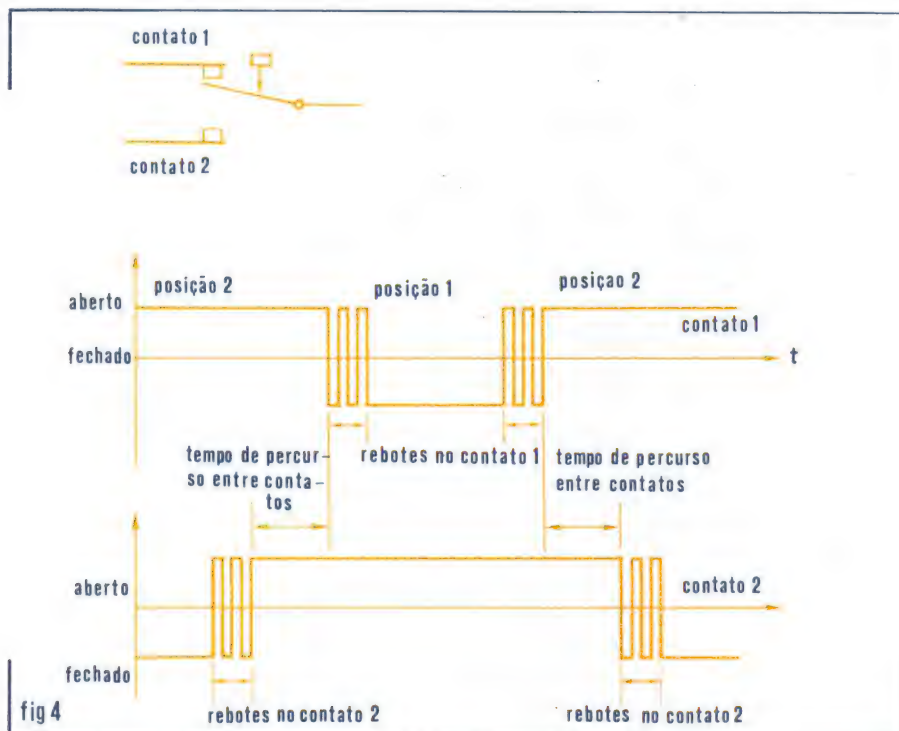 contato 1
contato 2
posição 2
posição 1
posiçao 2
aberto
contato 1
fechado
t
tempo de percur-
so entre conta-
tos
rebotes no contato 1
tempo de percurso
entre contatos
aberto
contato 2
fechado
rebotes no contato 2
rebotes no contato 2
fig 4